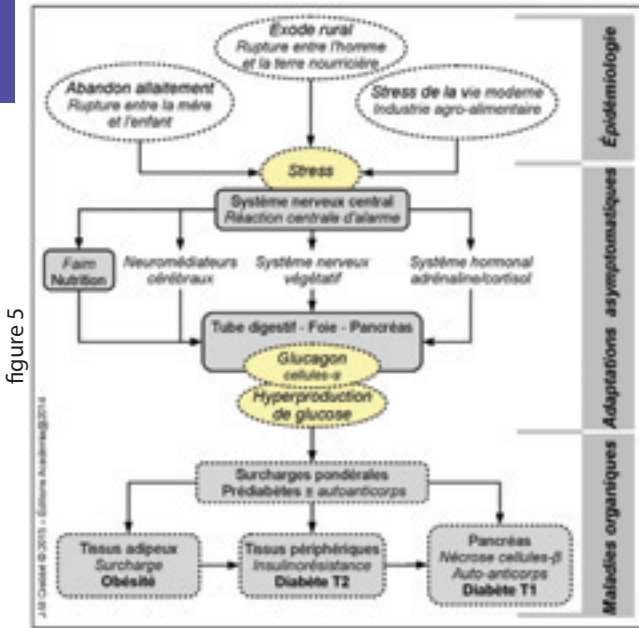 Exode rural
Rupture entre l'homme
et la terre nourricière
Abandon allaitement
Rupture entre la mère
et l'enfant
Stress de la vie moderne
Industrie agro-alimentaire
Épidémiologie
Stress
Système nerveux central
Réaction centrale d'alarme
Faim
Nutrition
Neuromédiateurs
cérébraux
Système nerveux
végétatif
Système hormonal
adrénaline/cortisol
Adaptations asymptomatiques
Tube digestif - Foie - Pancréas
Glucagon
cellules-α
Hyperproduction
de glucose
figure 5
Surcharges pondérales
Prédiabètes ± autoanticorps
Tissus adipeux
Surcharge
Obésité
Tissus périphériques
Insulinorésistance
Diabète T2
Pancréas
Nécrose cellules-β
Auto-anticorps
Diabète T1
Maladies organiques